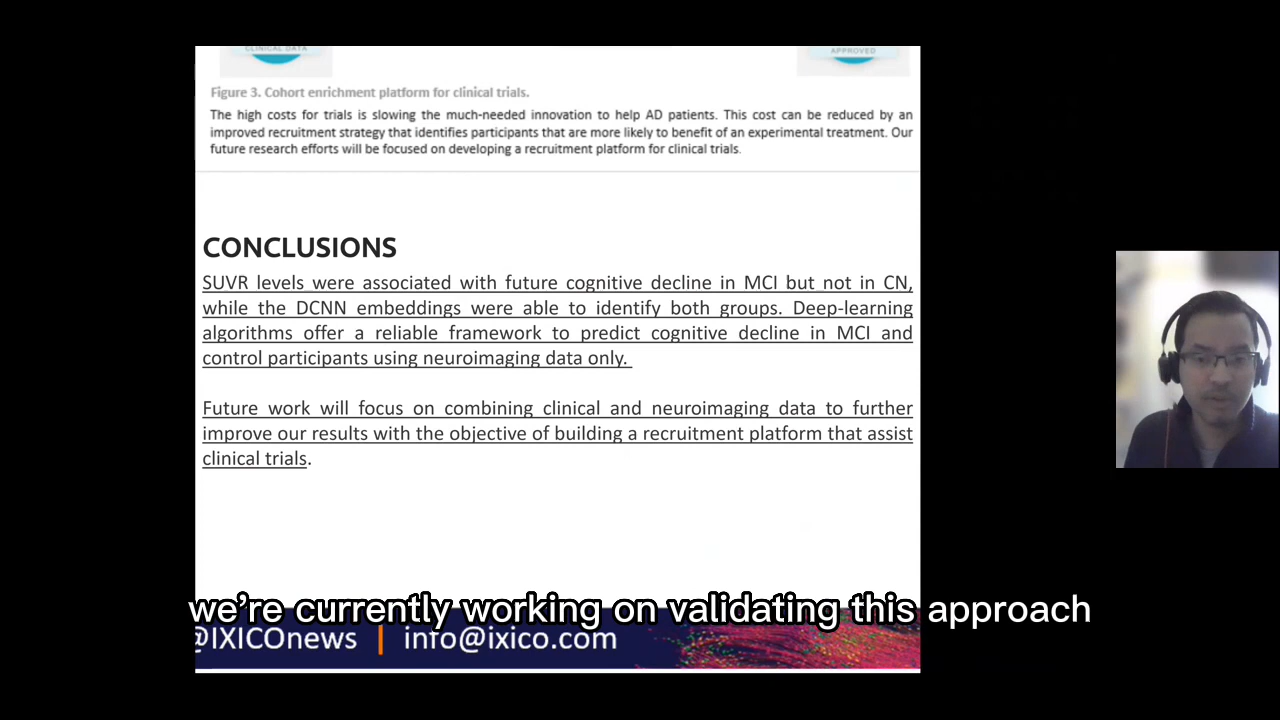 CLINICAL DATA
APPROVED
Figure 3. Cohort enrichment platform for clinical trials.
The high costs for trials is slowing the much-needed innovation to help AD patients. This cost can be reduced by an
improved recruitment strategy that identifies participants that are more likely to benefit of an experimental treatment. Our
future research efforts will be focused on developing a recruitment platform for clinical trials.
CONCLUSIONS
SUVR levels were associated with future cognitive decline in MCI but not in CN,
while the DCNN embeddings were able to identify both groups. Deep-learning
algorithms offer a reliable framework to predict cognitive decline in MCI and
control participants using neuroimaging data only.
Future work will focus on combining clinical and neuroimaging data to further
improve our results with the objective of building a recruitment platform that assist
clinical trials.
we're currently working on validating this approach
@IXICOnews | info@ixico.com